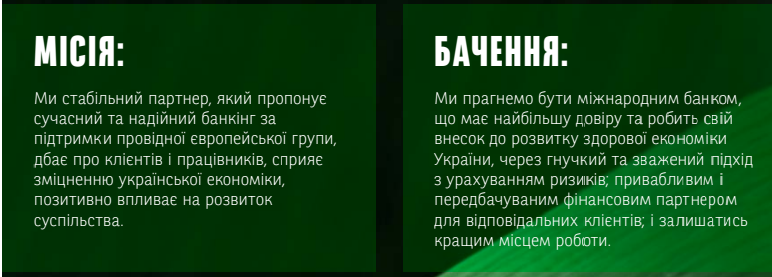 МІСІЯ:
Ми стабільний партнер, який пропонує
сучасний та надійний банкінг за
підтримки провідної європейської групи,
дбає про клієнтів і працівників, сприяє
зміцненню української економіки,
позитивно впливає на розвиток
суспільства.
БАЧЕННЯ:
Ми прагнемо бути міжнародним банком,
що має найбільшу довіру та робить свій
внесок до розвитку здорової економіки
України, через гнучкий та зважений підхід
з урахуванням ризиків; привабливим і
передбачуваним фінансовим партнером
для відповідальних клієнтів; і залишатись
кращим місцем роботи.